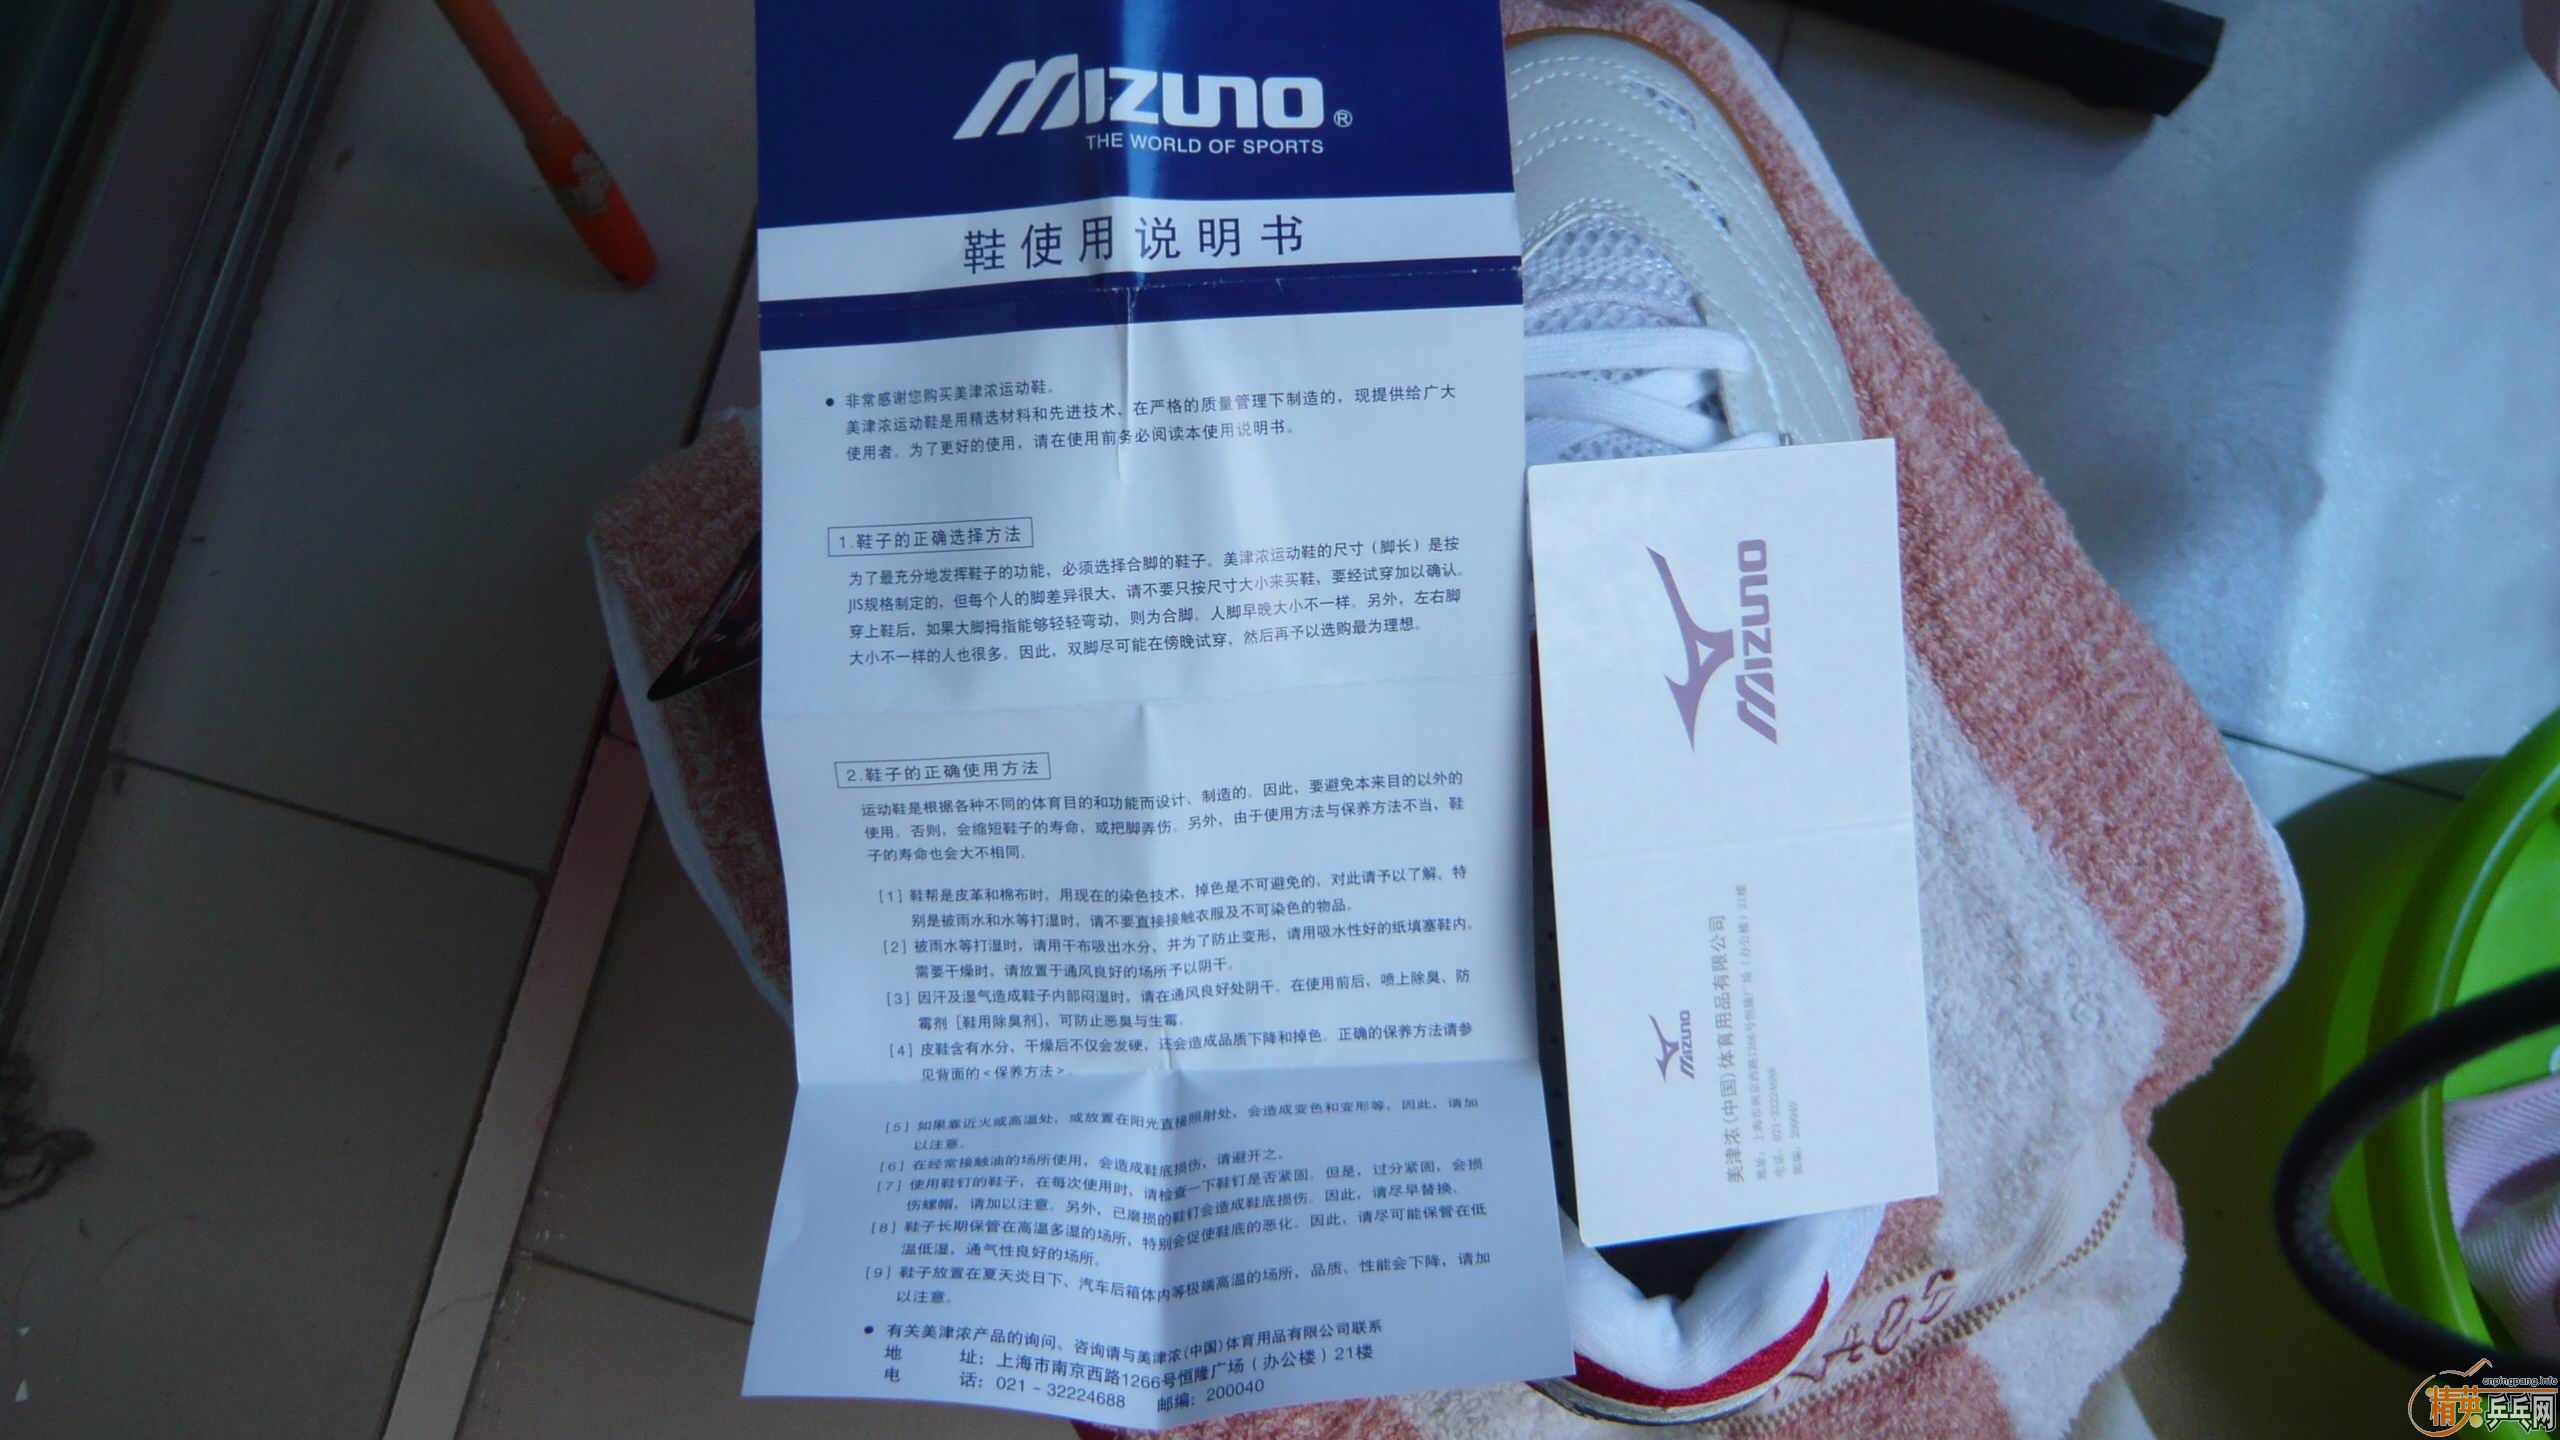 MIZUNO®
THE WORLD OF SPORTS
鞋使用说明书
● 非常感谢您购买美津浓运动鞋。
美津浓运动鞋是用精选材料和先进技术，在严格的质量管理下制造的，现提供给广大
使用者。为了更好的使用、请在使用前务必阅读本使用说明书。
1.鞋子的正确选择方法
为了最充分地发挥鞋子的功能，必须选择合脚的鞋子。美津浓运动鞋的尺寸（脚长）是按
JIS规格制定的，但每个人的脚差异很大，请不要只按尺寸大小来买鞋，要经试穿加以确认。
穿上鞋后，如果大脚拇指能够轻轻弯动，则为合脚。人脚早晚大小不一样。另外，左右脚
大小不一样的人也很多。因此，双脚尽可能在傍晚试穿，然后再予以选购最为理想。
2.鞋子的正确使用方法
运动鞋是根据各种不同的体育目的和功能而设计、制造的。因此，要避免本来目的以外的
使用。否则，会缩短鞋子的寿命，或把脚弄伤。另外，由于使用方法与保养方法不当，鞋
子的寿命也会大不相同。
[1] 鞋帮是皮革和棉布时，用现在的染色技术，掉色是不可避免的，对此请予以了解。特
别是被雨水和水等打湿时，请不要直接接触衣服及不可染色的物品。
[2] 被雨水等打湿时，请用干布吸出水分，并为了防止变形，请用吸水性好的纸填塞鞋内。
需要干燥时，请放置于通风良好的场所予以阴干。
[3] 因汗及湿气造成鞋子内部闷湿时，请在通风良好处阴干。在使用前后，喷上除臭、防
霉剂［鞋用除臭剂］，可防止恶臭与生霉。
[4] 皮鞋含有水分，干燥后不仅会发硬，还会造成品质下降和掉色。正确的保养方法请参
见背面的＜保养方法＞。
[5] 如果靠近火或高温处，或放置在阳光直接照射处，会造成变色和变形等，因此，请加
以注意。
[6] 在经常接触油的场所使用，会造成鞋底损伤，请避开之。
[7] 使用鞋钉的鞋子，在每次使用时，请检查一下鞋钉是否紧固。但是，过分紧固，会损
伤螺帽，请加以注意。另外，已磨损的鞋钉会造成鞋底损伤。因此，请尽早替换。
[8] 鞋子长期保管在高温多湿的场所，特别会促使鞋底的恶化。因此，请尽可能保管在低
温低湿，通气性良好的场所。
[9] 鞋子放置在夏天炎日下、汽车后箱体内等极端高温的场所，品质、性能会下降，请加
以注意。
● 有关美津浓产品的询问、咨询请与美津浓(中国)体育用品有限公司联系
地 址：上海市南京西路1266号恒隆广场（办公楼）21楼
电 话：021－32224688 邮编：200040
MIZUNO
MIZUNO
美津浓(中国)体育用品有限公司
地址：上海市南京西路1266号恒隆广场（办公楼）21楼
电话：021-32224688
邮编：200040
cnpingpang.info
精英乒乓网